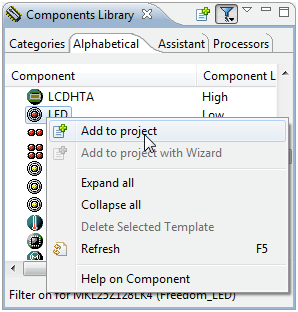 Components Library
Categories Alphabetical Assistant Processors
Component Component L
LCDHTA High
LED Low
Add to project
Add to project with Wizard
Expand all
Collapse all
Delete Selected Template
Refresh F5
Help on Component
Filter on for MKL25Z128LK4 (Freedom_LED)